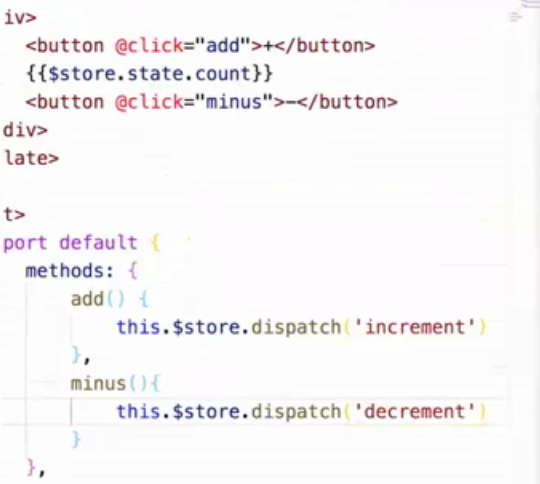 iv>
<button @click="add">+</button>
{{$store.state.count}}
<button @click="minus">−</button>
div>
late>
t>
port default {
methods: {
add() {
this.$store.dispatch('increment')
},
minus(){
this.$store.dispatch('decrement')
}
},